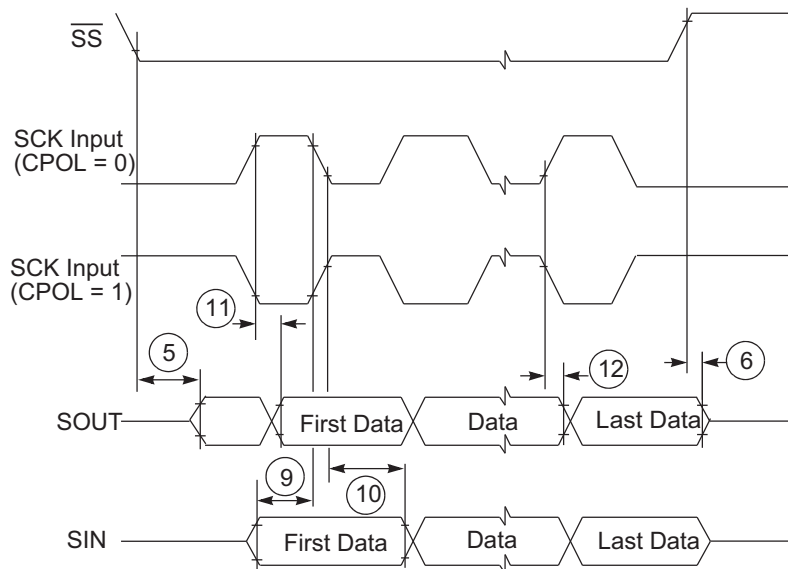 SS
SCK Input
(CPOL = 0)
SCK Input
(CPOL = 1)
11
5
12
6
SOUT
First Data
Data
Last Data
9
10
SIN
First Data
Data
Last Data